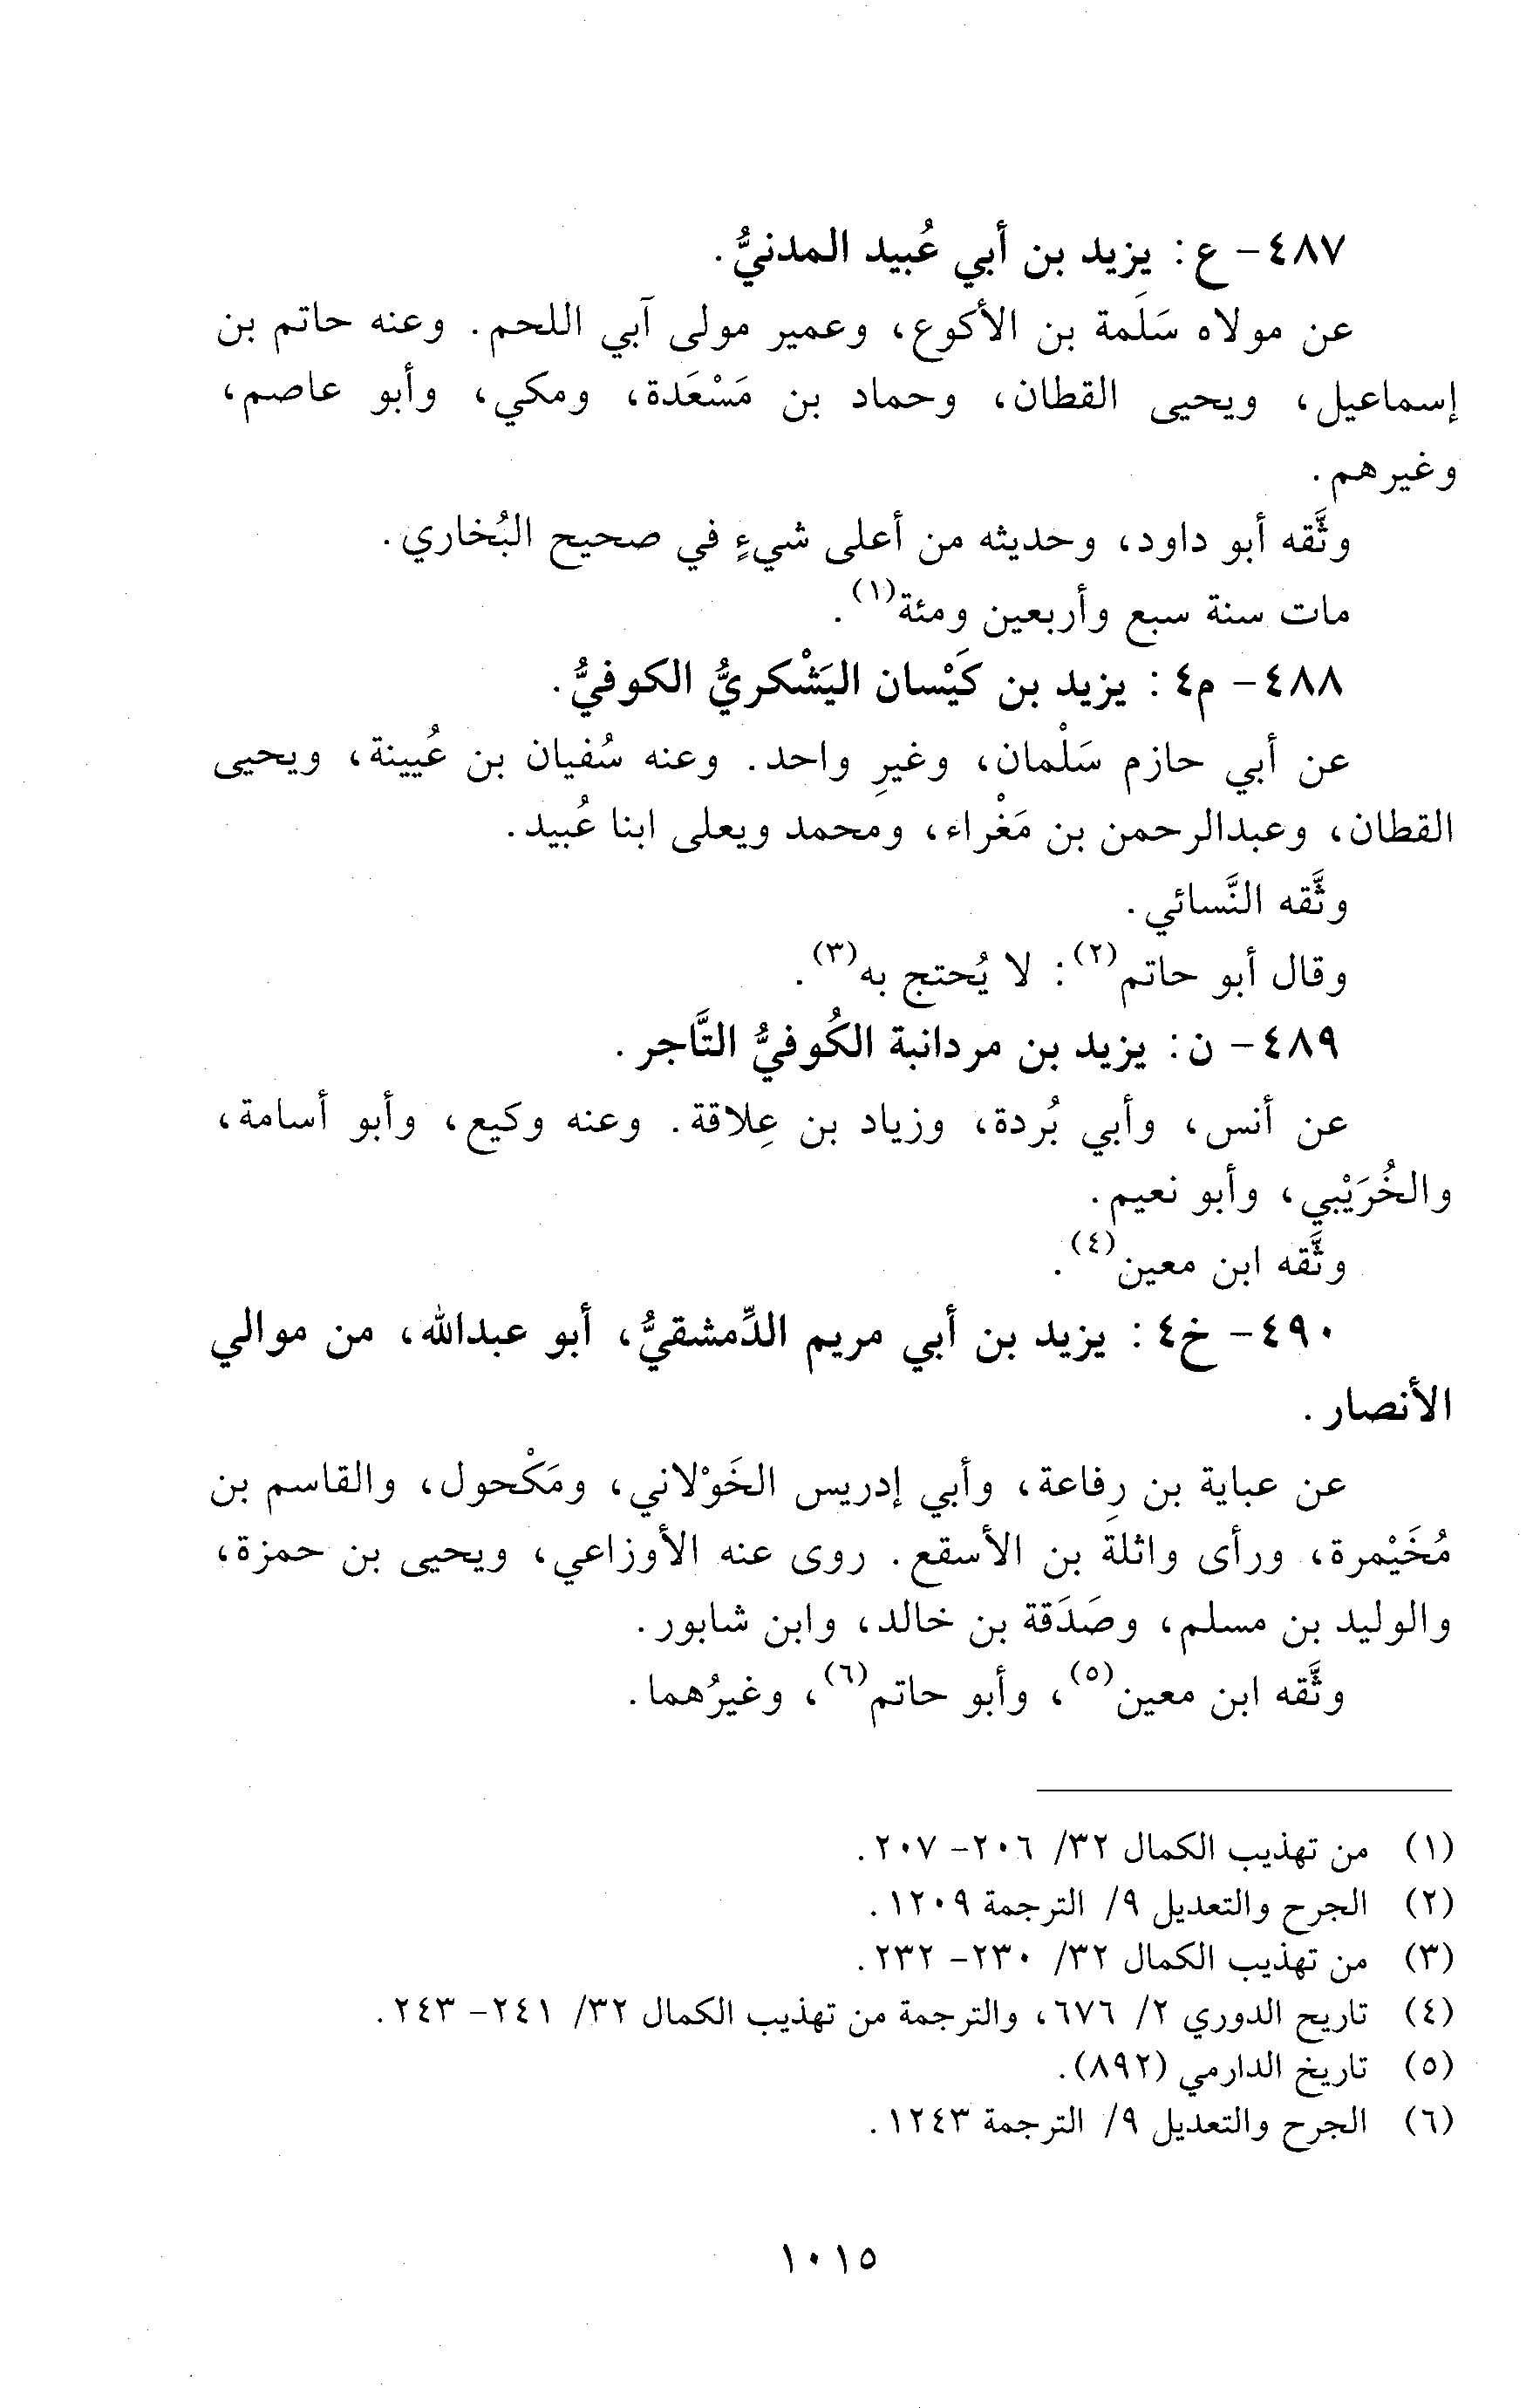 ٤٨٧- ع: يزيد بن أبي عُبيد المدنيُّ.
عن مولاه سَلَمة بن الأكوع، وعمير مولى آبي اللحم. وعنه حاتم بن
إسماعيل، ويحيى القطان، وحماد بن مَسْعَدة، ومكي، وأبو عاصم،
وغيرهم.
وثَّقه أبو داود، وحديثه من أعلى شيءٍ في صحيح البُخاري.
مات سنة سبع وأربعين ومئة(١).
٤٨٨- م٤: يزيد بن كَيْسان اليَشْكريُّ الكوفيُّ.
عن أبي حازم سَلْمان، وغيرِ واحد. وعنه سُفيان بن عُيينة، ويحيى
القطان، وعبدالرحمن بن مَغْراء، ومحمد ويعلى ابنا عُبيد.
وثَّقه النَّسائي.
وقال أبو حاتم(٢): لا يُحتج به(٣).
٤٨٩- ن: يزيد بن مردانبة الكُوفيُّ التَّاجر.
عن أنس، وأبي بُردة، وزياد بن عِلاقة. وعنه وكيع، وأبو أسامة،
والخُرَيْبي، وأبو نعيم.
وثَّقه ابن معين(٤).
٤٩٠- خ٤: يزيد بن أبي مريم الدِّمشقيُّ، أبو عبدالله، من موالي
الأنصار.
عن عباية بن رِفاعة، وأبي إدريس الخَوْلاني، ومَكْحول، والقاسم بن
مُخَيْمرة، ورأى واثلة بن الأسقع. روى عنه الأوزاعي، ويحيى بن حمزة،
والوليد بن مسلم، وصَدَقة بن خالد، وابن شابور.
وثَّقه ابن معين(٥)، وأبو حاتم(٦)، وغيرُهما.
(١) من تهذيب الكمال ٣٢/ ٢٠٦- ٢٠٧.
(٢) الجرح والتعديل ٩/ الترجمة ١٢٠٩.
(٣) من تهذيب الكمال ٣٢/ ٢٣٠- ٢٣٢.
(٤) تاريح الدوري ٢/ ٦٧٦، والترجمة من تهذيب الكمال ٣٢/ ٢٤١- ٢٤٣.
(٥) تاريخ الدارمي (٨٩٢).
(٦) الجرح والتعديل ٩/ الترجمة ١٢٤٣.
١٠١٥